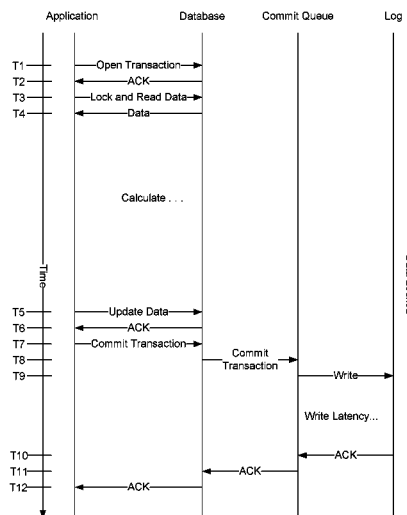 Application Database Commit Queue Log
T1 Open Transaction
T2 ACK
T3 Lock and Read Data
T4 Data
Calculate . . .
Time
T5 Update Data
T6 ACK
T7 Commit Transaction
T8 Commit
Transaction
T9 Write
Write Latency...
T10 ACK
T11 ACK
T12 ACK